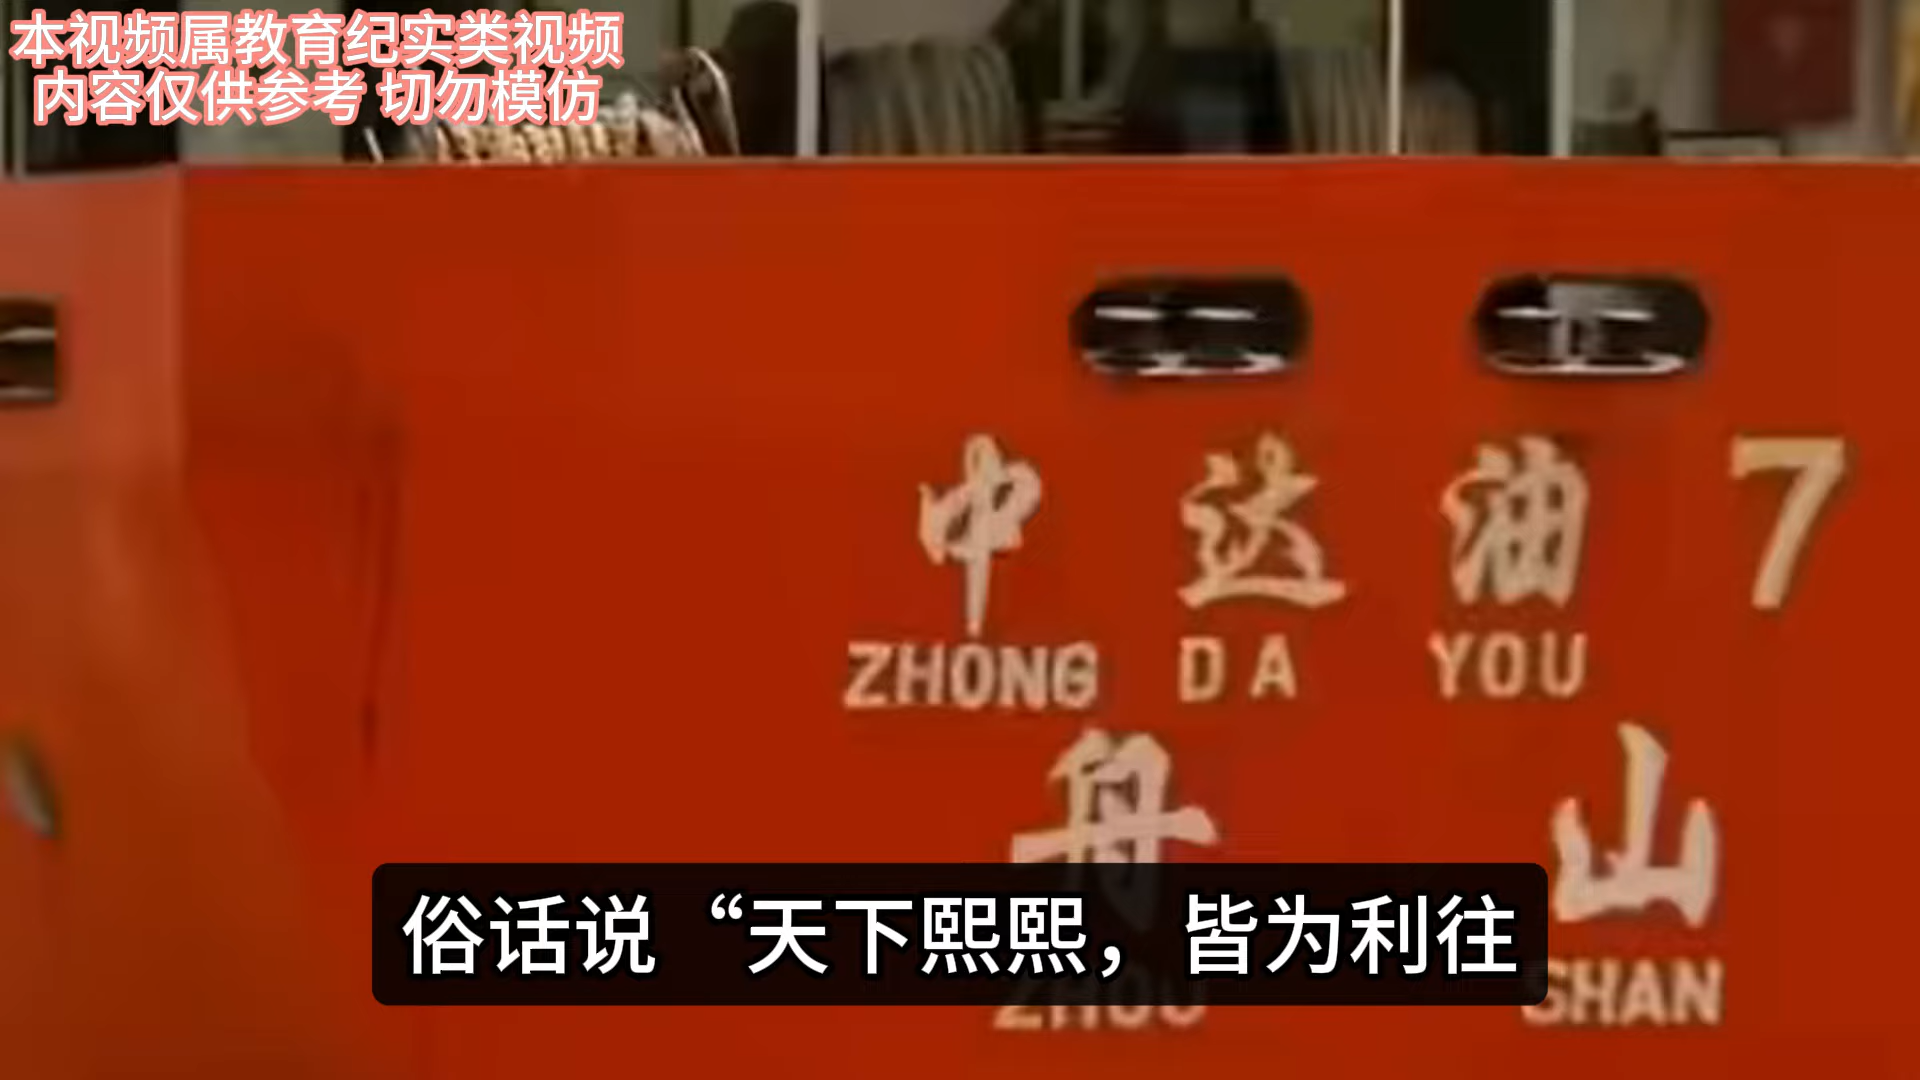 本视频属教育纪实类视频
内容仅供参考 切勿模仿
中达油7
ZHONG DA YOU
舟山
俗话说“天下熙熙，皆为利往
ZHOU SHAN